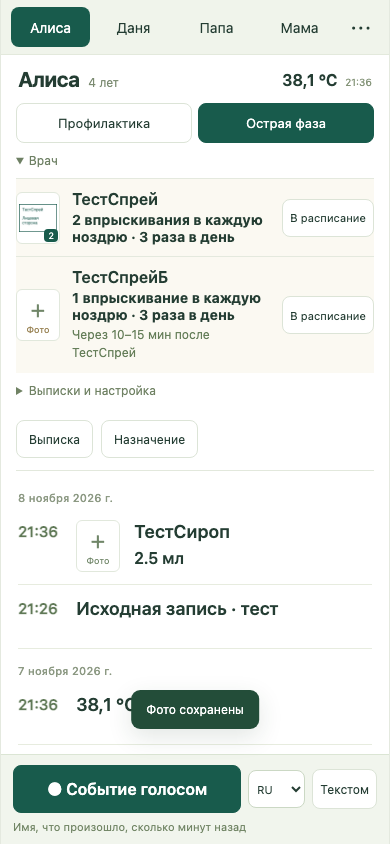 Алиса Даня Папа Мама ...
Алиса 4 лет 38,1 °C 21:36
Профилактика Острая фаза
▼ Врач
ТестСпрей
2 впрыскивания в каждую
ноздрю · 3 раза в день
В расписание
ТестСпрей
2
ТестСпрейБ
1 впрыскивание в каждую
ноздрю · 3 раза в день
Через 10–15 мин после
ТестСпрей
В расписание
+
Фото
▶ Выписки и настройка
Выписка Назначение
8 ноября 2026 г.
21:36 ТестСироп
2.5 мл
+
Фото
21:26 Исходная запись · тест
7 ноября 2026 г.
21:36 38,1 °C
Фото сохранены
Событие голосом RU Текстом
Имя, что произошло, сколько минут назад